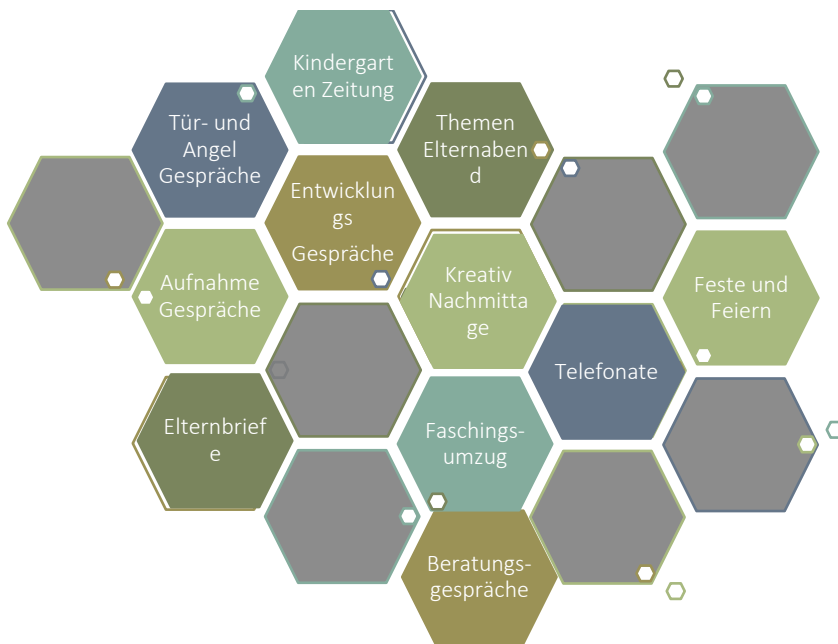 Kindergart
en Zeitung
Tür- und
Angel
Gespräche
Themen
Elternaben
d
Entwicklun
gs
Gespräche
Aufnahme
Gespräche
Kreativ
Nachmitta
ge
Feste und
Feiern
Telefonate
Elternbrief
e
Faschings-
umzug
Beratungs-
gespräche